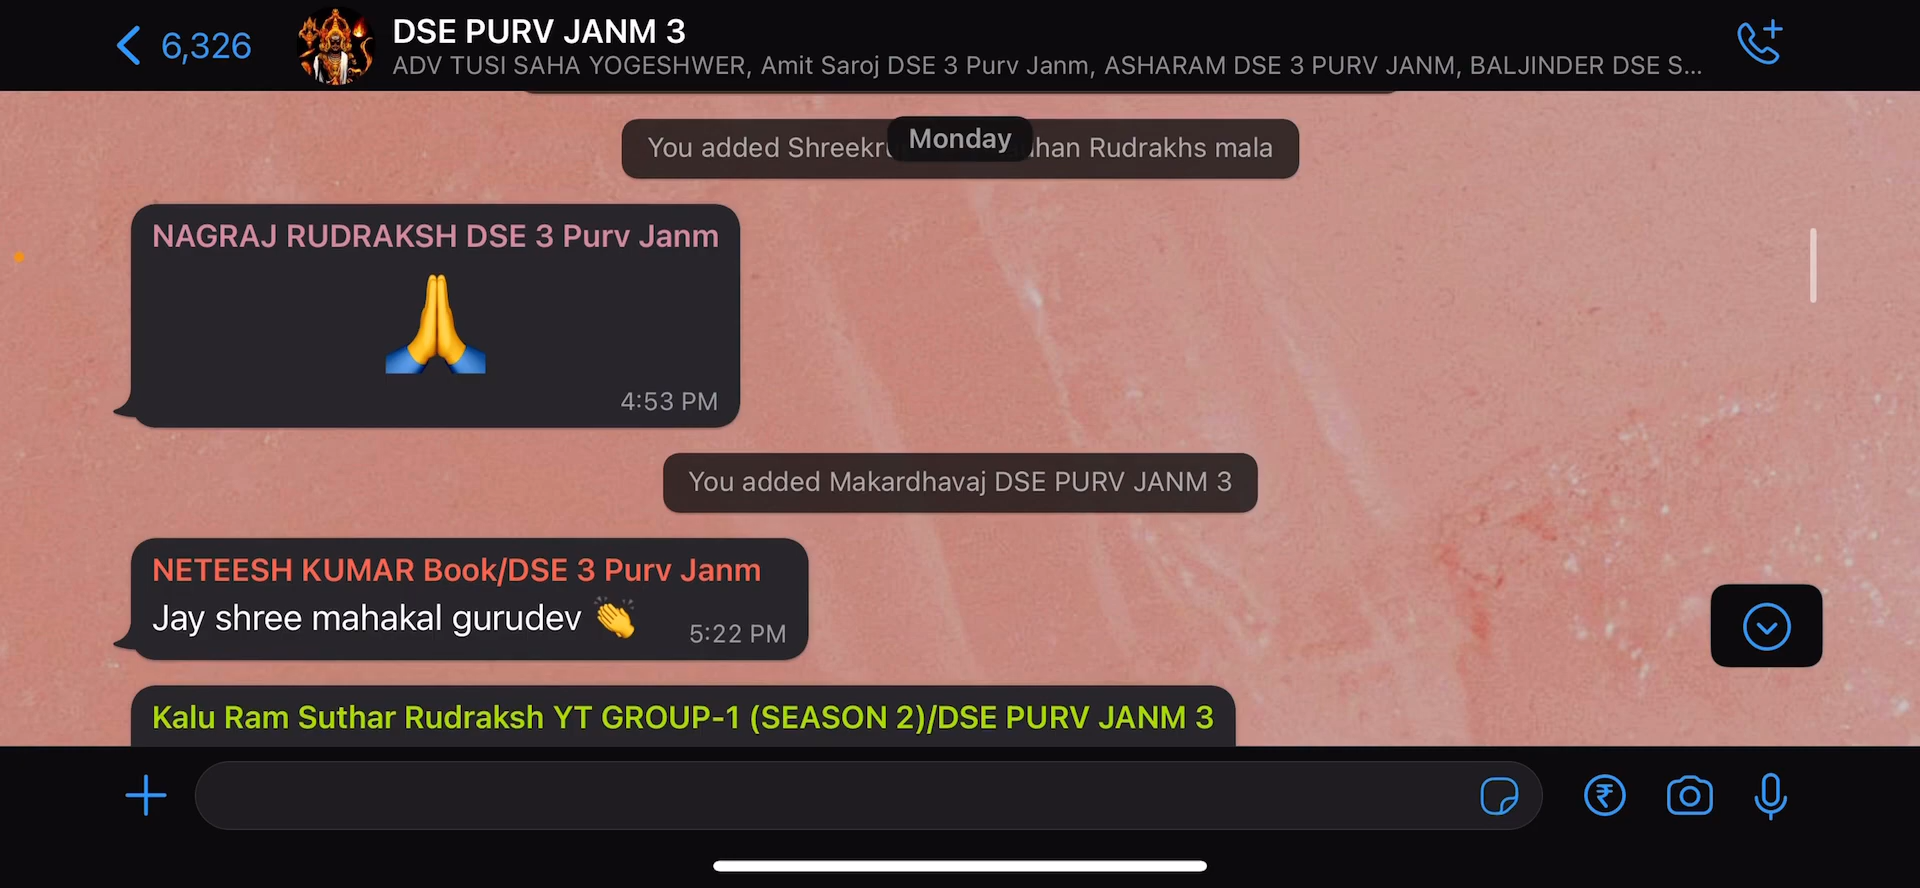 6,326
DSE PURV JANM 3
ADV TUSI SAHA YOGESHWER, Amit Saroj DSE 3 Purv Janm, ASHARAM DSE 3 PURV JANM, BALJINDER DSE S...
Monday
You added Rudrakhs mala
NAGRAJ RUDRAKSH DSE 3 Purv Janm
🙏
4:53 PM
You added Makardhavaj DSE PURV JANM 3
NETEESH KUMAR Book/DSE 3 Purv Janm
Jay shree mahakal gurudev 👏
5:22 PM
Kalu Ram Suthar Rudraksh YT GROUP-1 (SEASON 2)/DSE PURV JANM 3